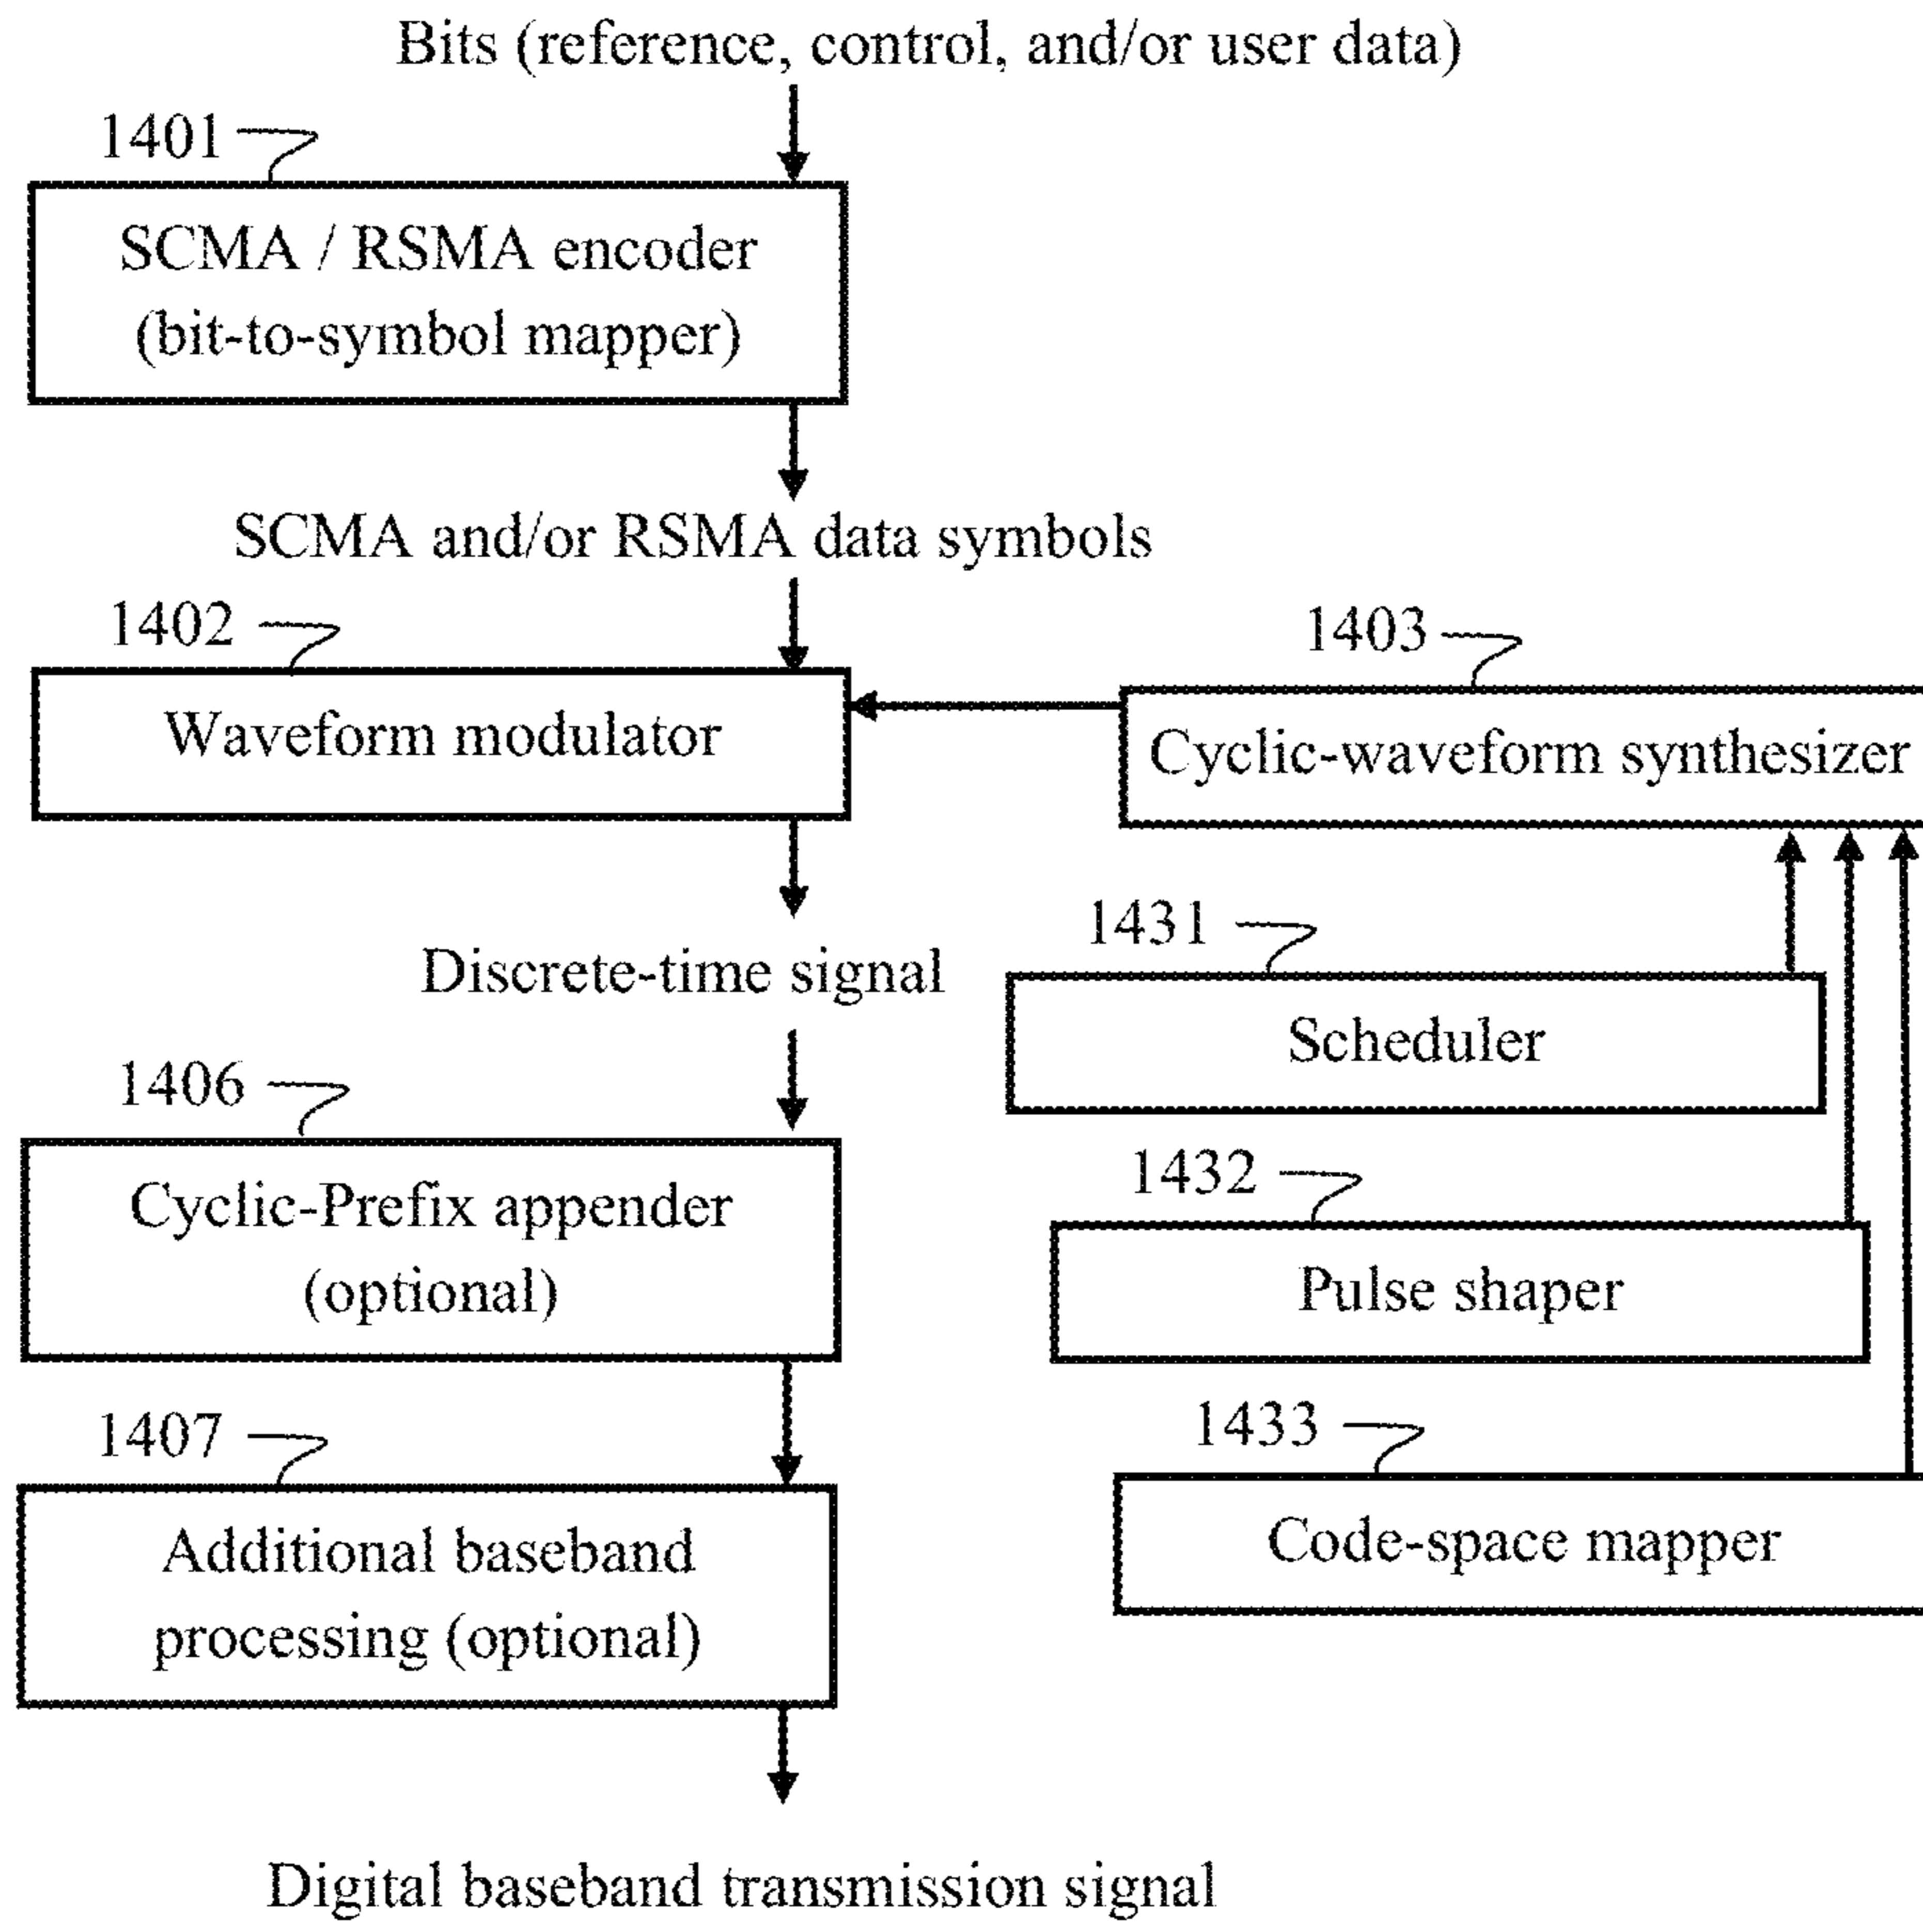 Bits (reference, control, and/or user data)
1401
SCMA / RSMA encoder
(bit-to-symbol mapper)
SCMA and/or RSMA data symbols
1402
Waveform modulator
1403
Cyclic-waveform synthesizer
Discrete-time signal
1431
Scheduler
1406
Cyclic-Prefix appender
(optional)
1432
Pulse shaper
1407
Additional baseband
processing (optional)
1433
Code-space mapper
Digital baseband transmission signal